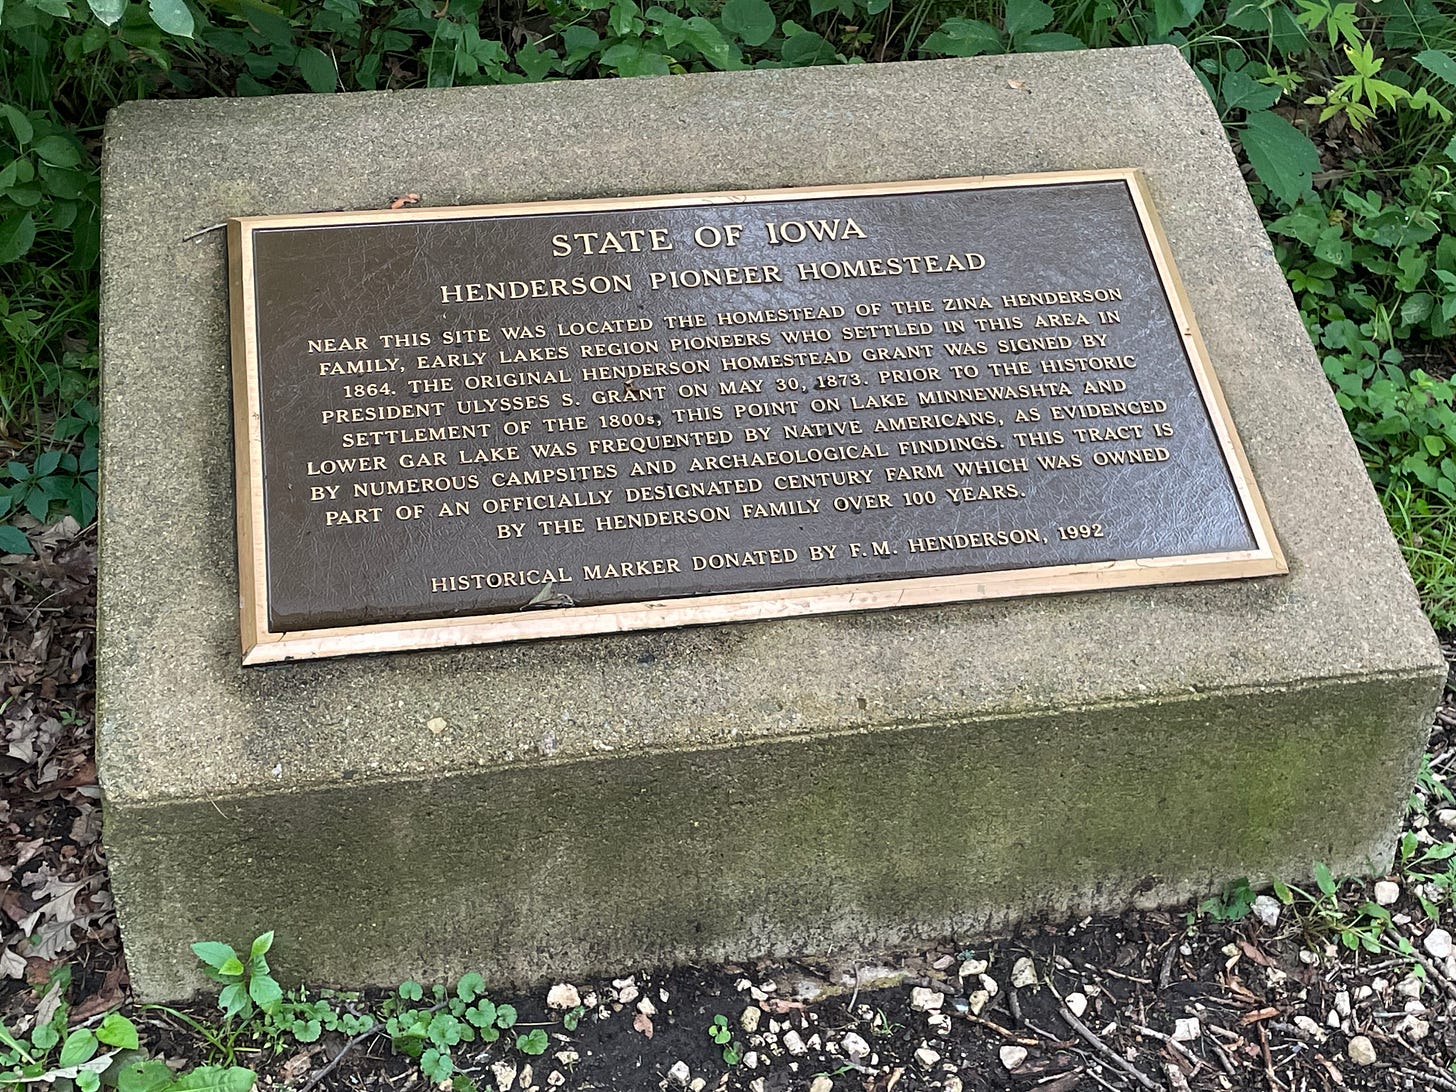 STATE OF IOWA
HENDERSON PIONEER HOMESTEAD
NEAR THIS SITE WAS LOCATED THE HOMESTEAD OF THE ZINA HENDERSON
FAMILY, EARLY LAKES REGION PIONEERS WHO SETTLED IN THIS AREA IN
1864. THE ORIGINAL HENDERSON HOMESTEAD GRANT WAS SIGNED BY
PRESIDENT ULYSSES S. GRANT ON MAY 30, 1873. PRIOR TO THE HISTORIC
SETTLEMENT OF THE 1800s, THIS POINT ON LAKE MINNEWASHTA AND
LOWER GAR LAKE WAS FREQUENTED BY NATIVE AMERICANS, AS EVIDENCED
BY NUMEROUS CAMPSITES AND ARCHAEOLOGICAL FINDINGS. THIS TRACT IS
PART OF AN OFFICIALLY DESIGNATED CENTURY FARM WHICH WAS OWNED
BY THE HENDERSON FAMILY OVER 100 YEARS.
HISTORICAL MARKER DONATED BY F.M. HENDERSON, 1992